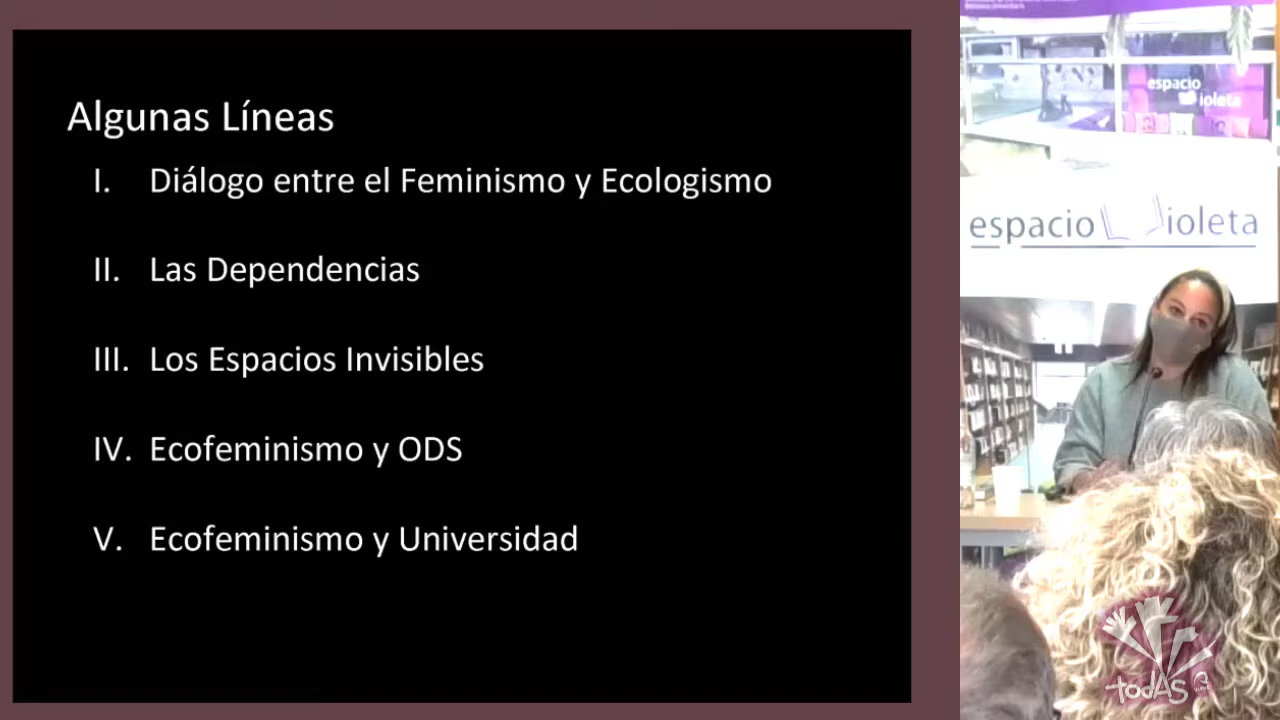 Algunas Líneas
I. Diálogo entre el Feminismo y Ecologismo
II. Las Dependencias
III. Los Espacios Invisibles
IV. Ecofeminismo y ODS
V. Ecofeminismo y Universidad
espacio
ioleta
espacio ioleta
todAS